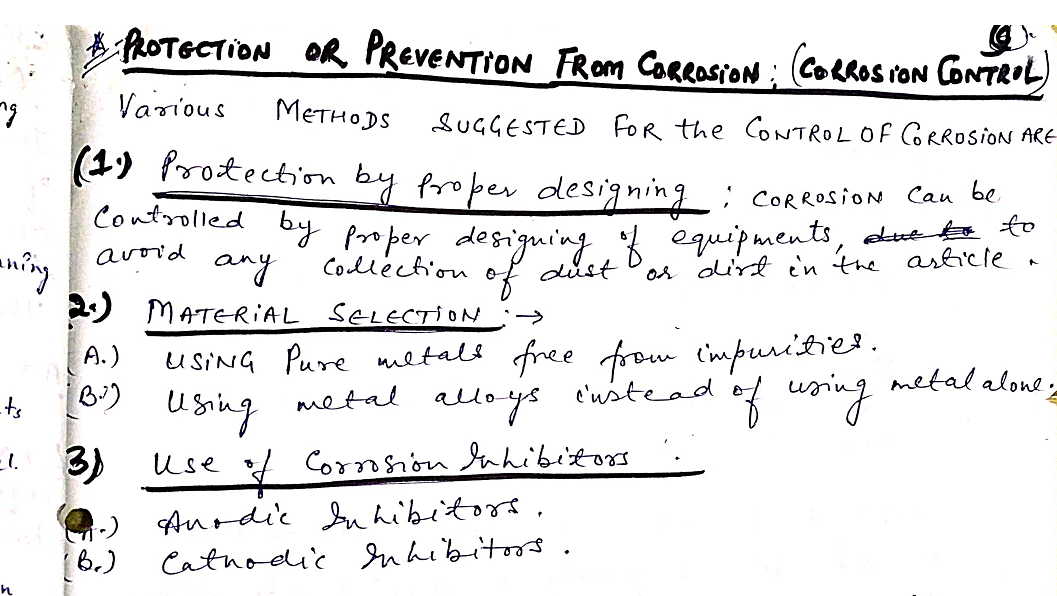 PROTECTION OR PREVENTION FROM CORROSION: (CORROSION CONTROL)
Various METHODS SUGGESTED FOR the CONTROL OF CORROSION ARE
(1.) Protection by Proper designing : CORROSION Can be
Controlled by proper designing of equipments, due to to
avoid any collection of dust or dirt in the article.
2.) MATERIAL SELECTION :→
A.) USING Pure metals free from impurities.
B.) Using metal alloys instead of using metal alone.
3) Use of Corrosion Inhibitors.
(A.) Anodic Inhibitors.
(B.) Cathodic Inhibitors.